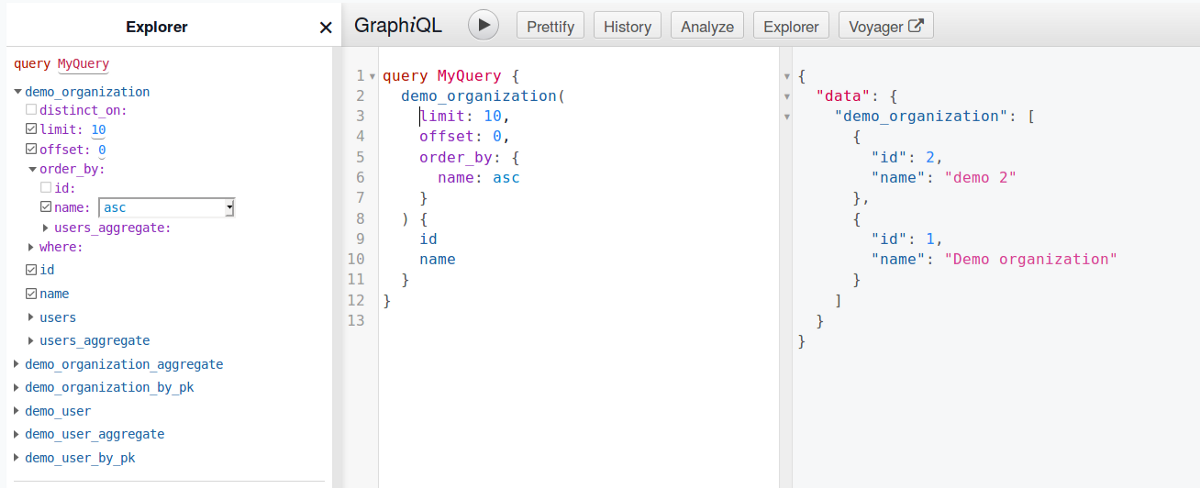 Explorer
GraphiQL
Prettify
History
Analyze
Explorer
Voyager
query MyQuery
demo_organization
distinct_on:
limit: 10
offset: 0
order_by:
id:
name: asc
users_aggregate:
where:
id
name
users
users_aggregate
demo_organization_aggregate
demo_organization_by_pk
demo_user
demo_user_aggregate
demo_user_by_pk
1 query MyQuery {
2 demo_organization(
3 limit: 10,
4 offset: 0,
5 order_by: {
6 name: asc
7 }
8 ) {
9 id
10 name
11 }
12 }
13
{
"data": {
"demo_organization": [
{
"id": 2,
"name": "demo 2"
},
{
"id": 1,
"name": "Demo organization"
}
]
}
}